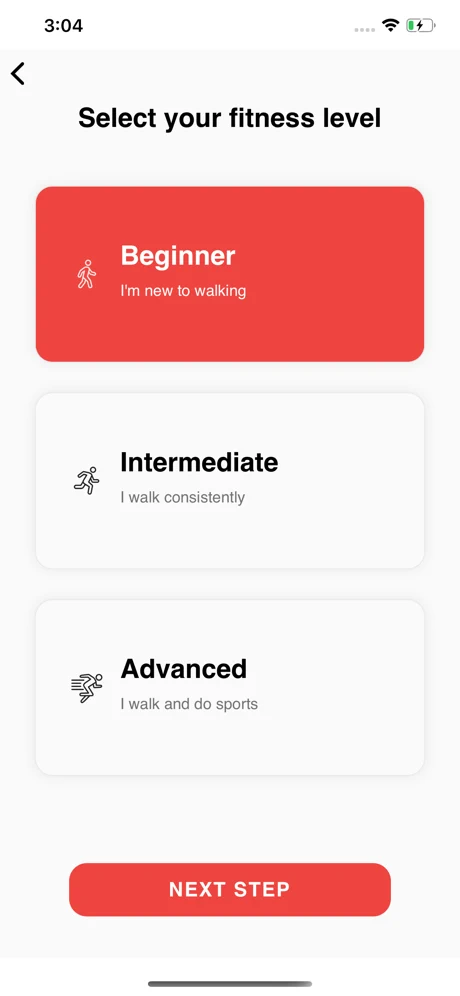 3:04
Select your fitness level
Beginner
I'm new to walking
Intermediate
I walk consistently
Advanced
I walk and do sports
NEXT STEP